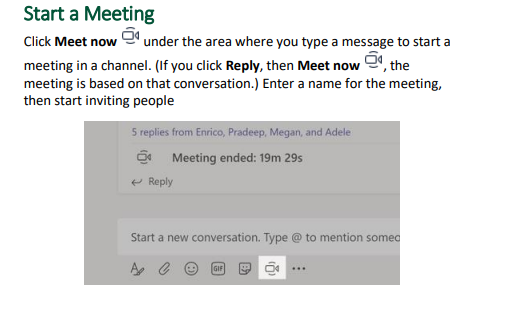 Start a Meeting
Click Meet now under the area where you type a message to start a
meeting in a channel. (If you click Reply, then Meet now , the
meeting is based on that conversation.) Enter a name for the meeting,
then start inviting people
5 replies from Enrico, Pradeep, Megan, and Adele
Meeting ended: 19m 29s
Reply
Start a new conversation. Type @ to mention someo
GIF